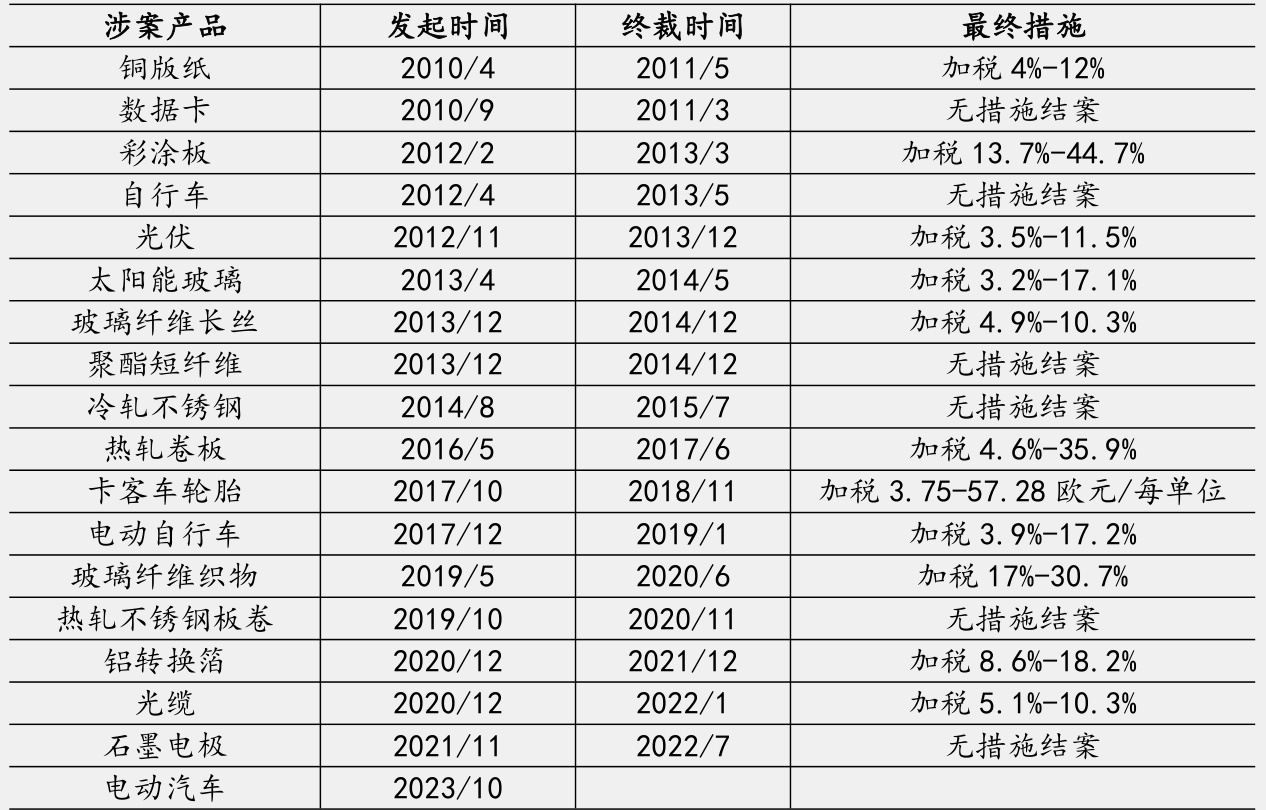 涉案产品 发起时间 终裁时间 最终措施
铜版纸 2010/4 2011/5 加税 4%-12%
数据卡 2010/9 2011/3 无措施结案
彩涂板 2012/2 2013/3 加税 13.7%-44.7%
自行车 2012/4 2013/5 无措施结案
光伏 2012/11 2013/12 加税 3.5%-11.5%
太阳能玻璃 2013/4 2014/5 加税 3.2%-17.1%
玻璃纤维长丝 2013/12 2014/12 加税 4.9%-10.3%
聚酯短纤维 2013/12 2014/12 无措施结案
冷轧不锈钢 2014/8 2015/7 无措施结案
热轧卷板 2016/5 2017/6 加税 4.6%-35.9%
卡客车轮胎 2017/10 2018/11 加税 3.75-57.28 欧元/每单位
电动自行车 2017/12 2019/1 加税 3.9%-17.2%
玻璃纤维织物 2019/5 2020/6 加税 17%-30.7%
热轧不锈钢板卷 2019/10 2020/11 无措施结案
铝转换箔 2020/12 2021/12 加税 8.6%-18.2%
光缆 2020/12 2022/1 加税 5.1%-10.3%
石墨电极 2021/11 2022/7 无措施结案
电动汽车 2023/10